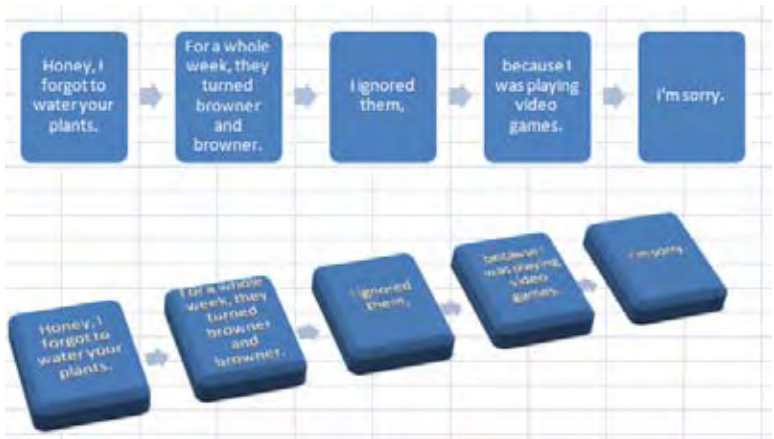 Honey, I
forgot to
water your
plants.
For a whole
week, they
turned
browner
and
browner.
I ignored
them,
because I
was playing
video
games.
I'm sorry.
Honey, I
forgot to
water your
plants.
For a whole
week, they
turned
browner
and
browner.
I ignored
them,
because I
was playing
video
games.
I'm sorry.